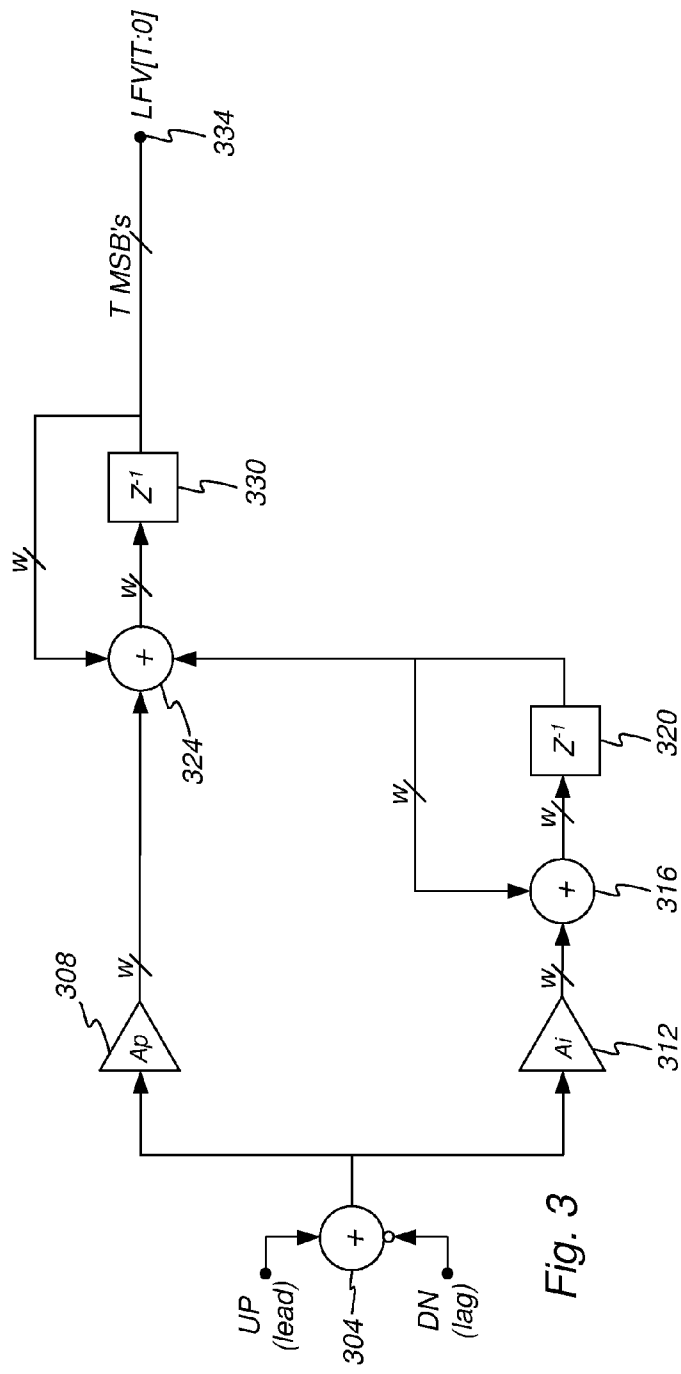 LFV[T:0]
334
T MSB's
w
Z-1
330
w
+
324
w
308
Ap
w
Z-1
320
w
+
316
w
Ai
312
UP
(lead)
+
304
DN
(lag)
Fig. 3